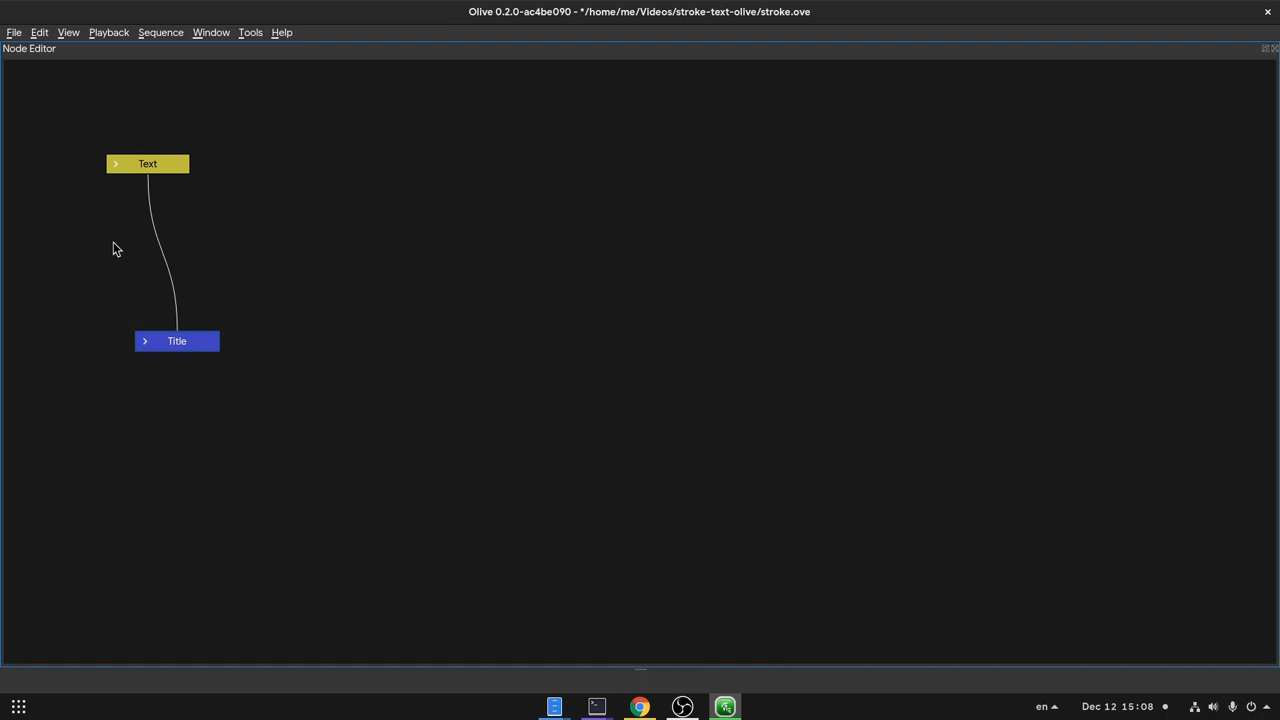 Olive 0.2.0-ac4be090 - */home/me/Videos/stroke-text-olive/stroke.ove
File Edit View Playback Sequence Window Tools Help
Node Editor
Text
Title
en Dec 12 15:08